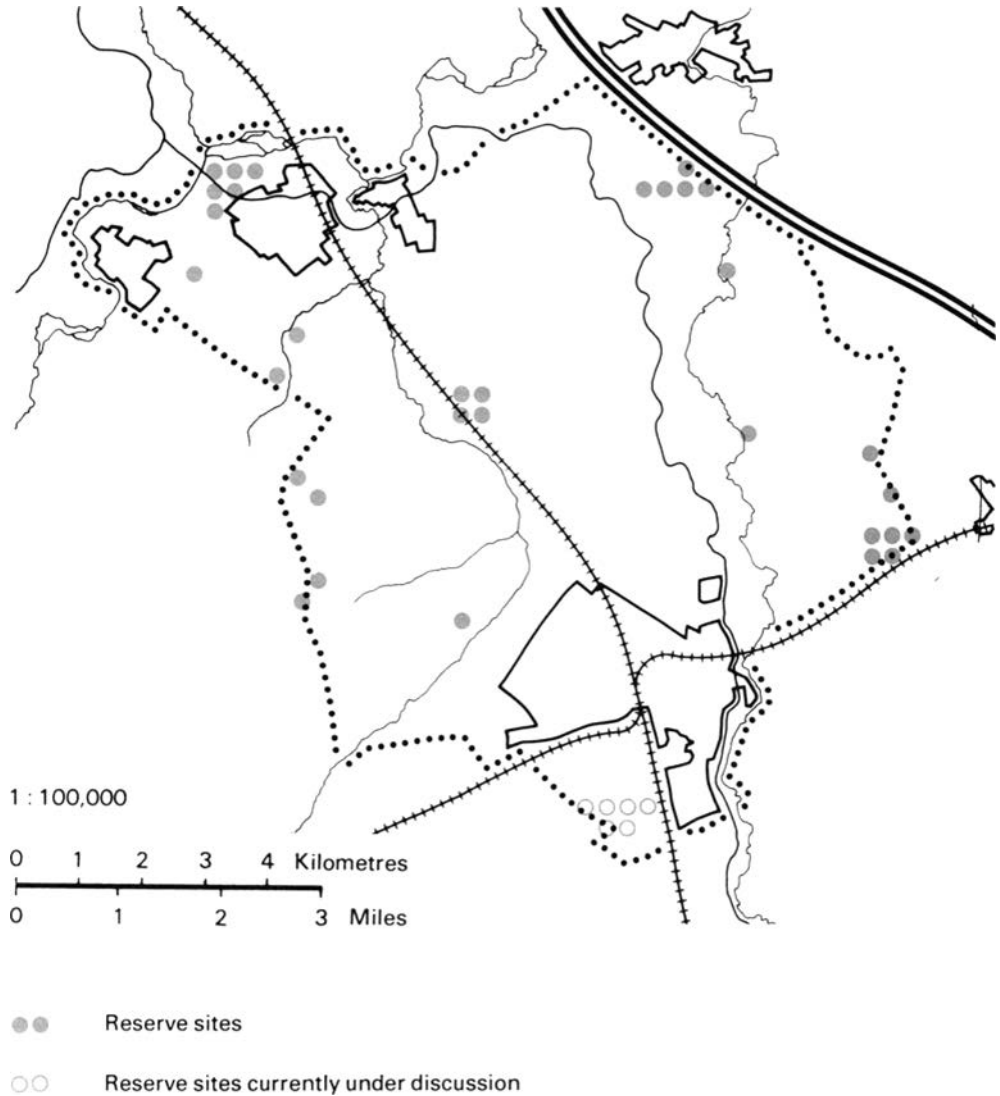 1 : 100,000
0 1 2 3 4 Kilometres
0 1 2 3 Miles
Reserve sites
Reserve sites currently under discussion